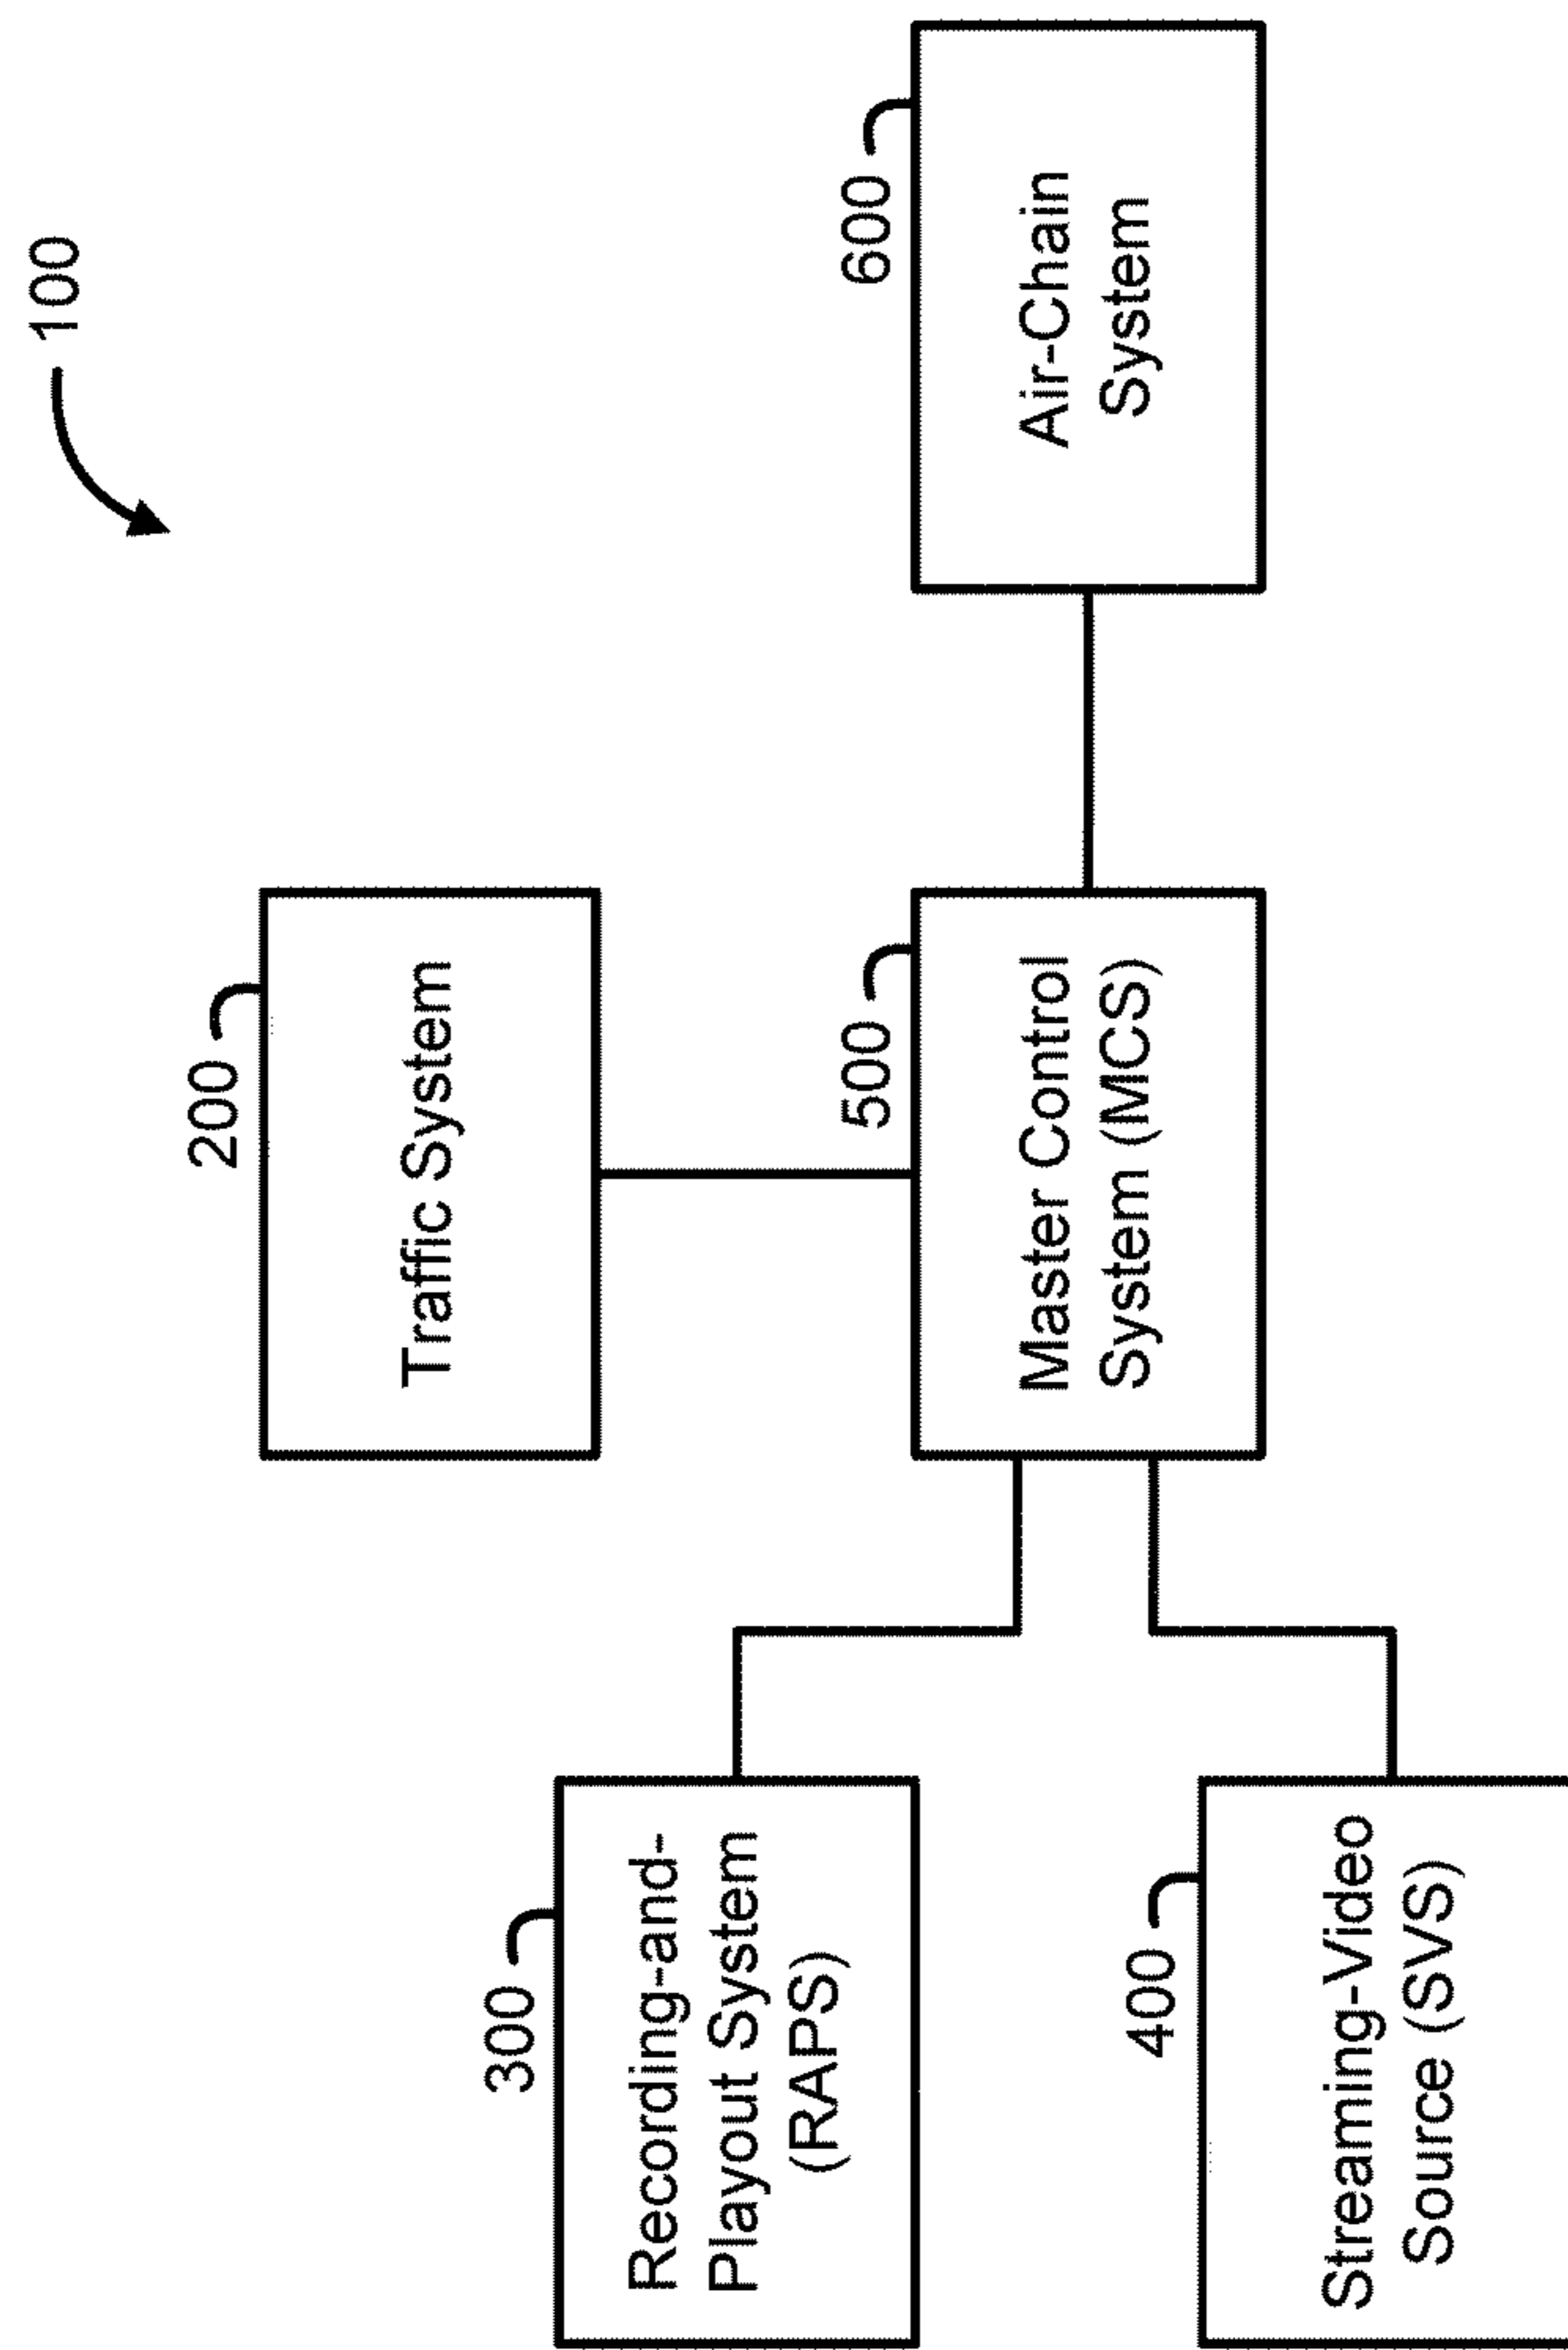 100
200
Traffic System
300
Recording-and-
Playout System
(RAPS)
500
Master Control
System (MCS)
600
Air-Chain
System
400
Streaming-Video
Source (SVS)